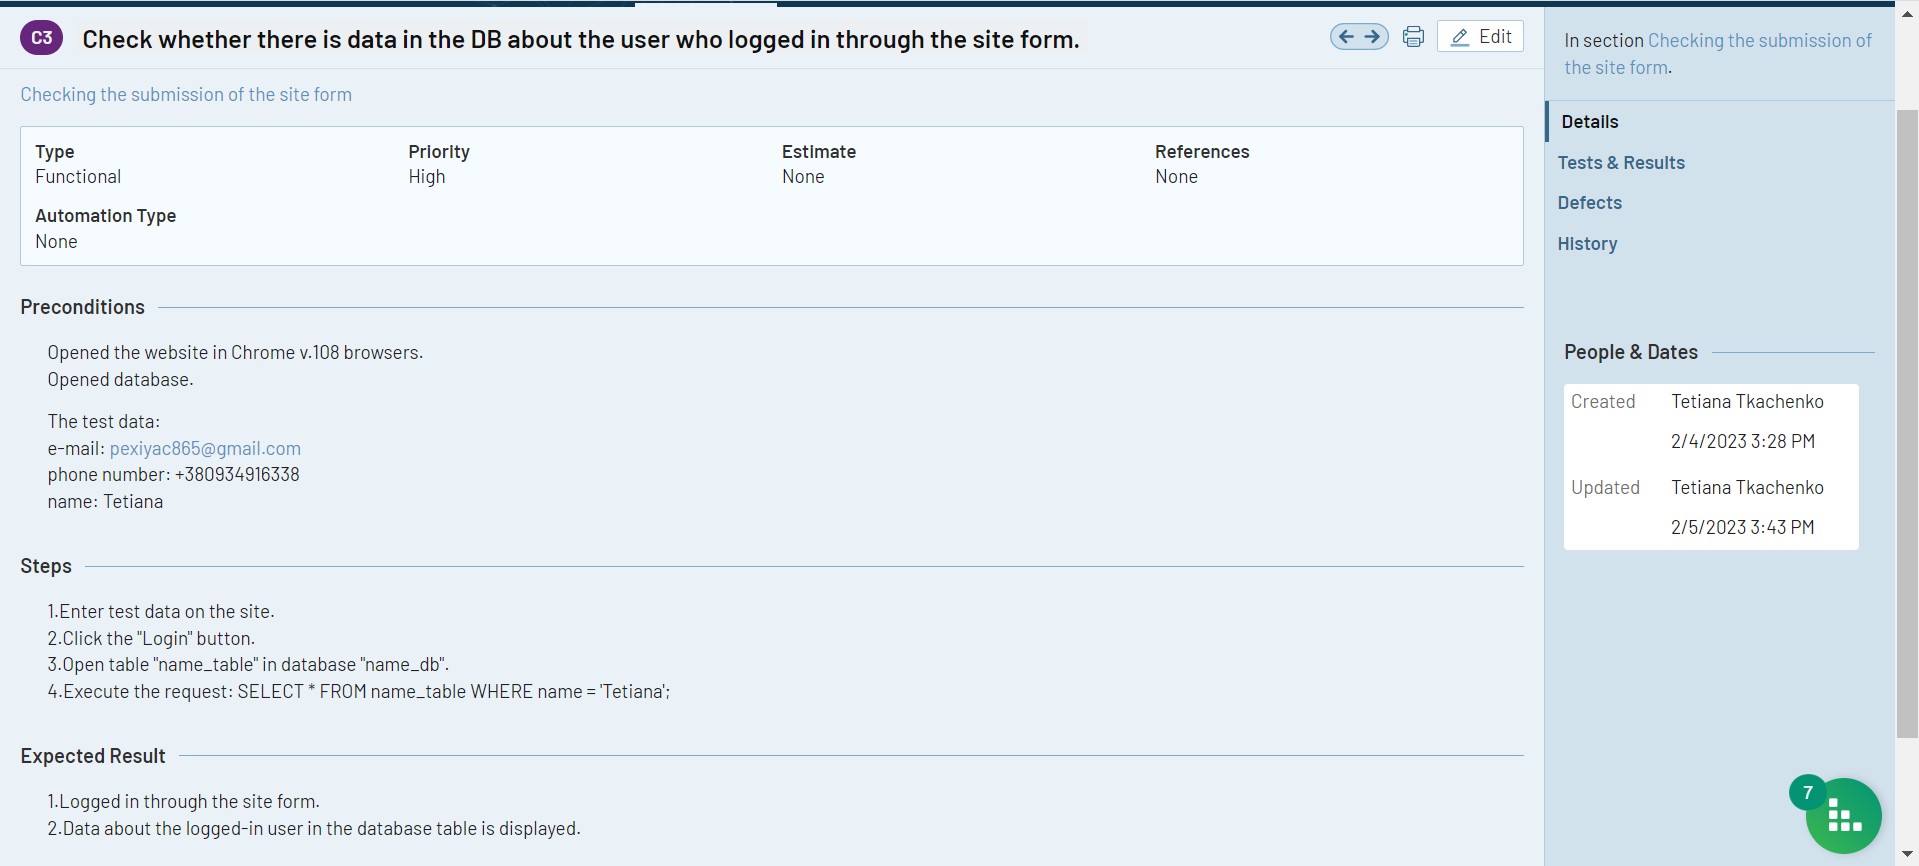 C3
Check whether there is data in the DB about the user who logged in through the site form.
Edit
Checking the submission of the site form
Type
Functional
Priority
High
Estimate
None
References
None
Automation Type
None
Preconditions
Opened the website in Chrome v.108 browsers.
Opened database.
The test data:
e-mail: pexiyac865@gmail.com
phone number: +380934916338
name: Tetiana
Steps
1.Enter test data on the site.
2.Click the "Login" button.
3.Open table "name_table" in database "name_db".
4.Execute the request: SELECT * FROM name_table WHERE name = 'Tetiana';
Expected Result
1.Logged in through the site form.
2.Data about the logged-in user in the database table is displayed.
In section Checking the submission of
the site form.
Details
Tests & Results
Defects
History
People & Dates
Created Tetiana Tkachenko
2/4/2023 3:28 PM
Updated Tetiana Tkachenko
2/5/2023 3:43 PM
7